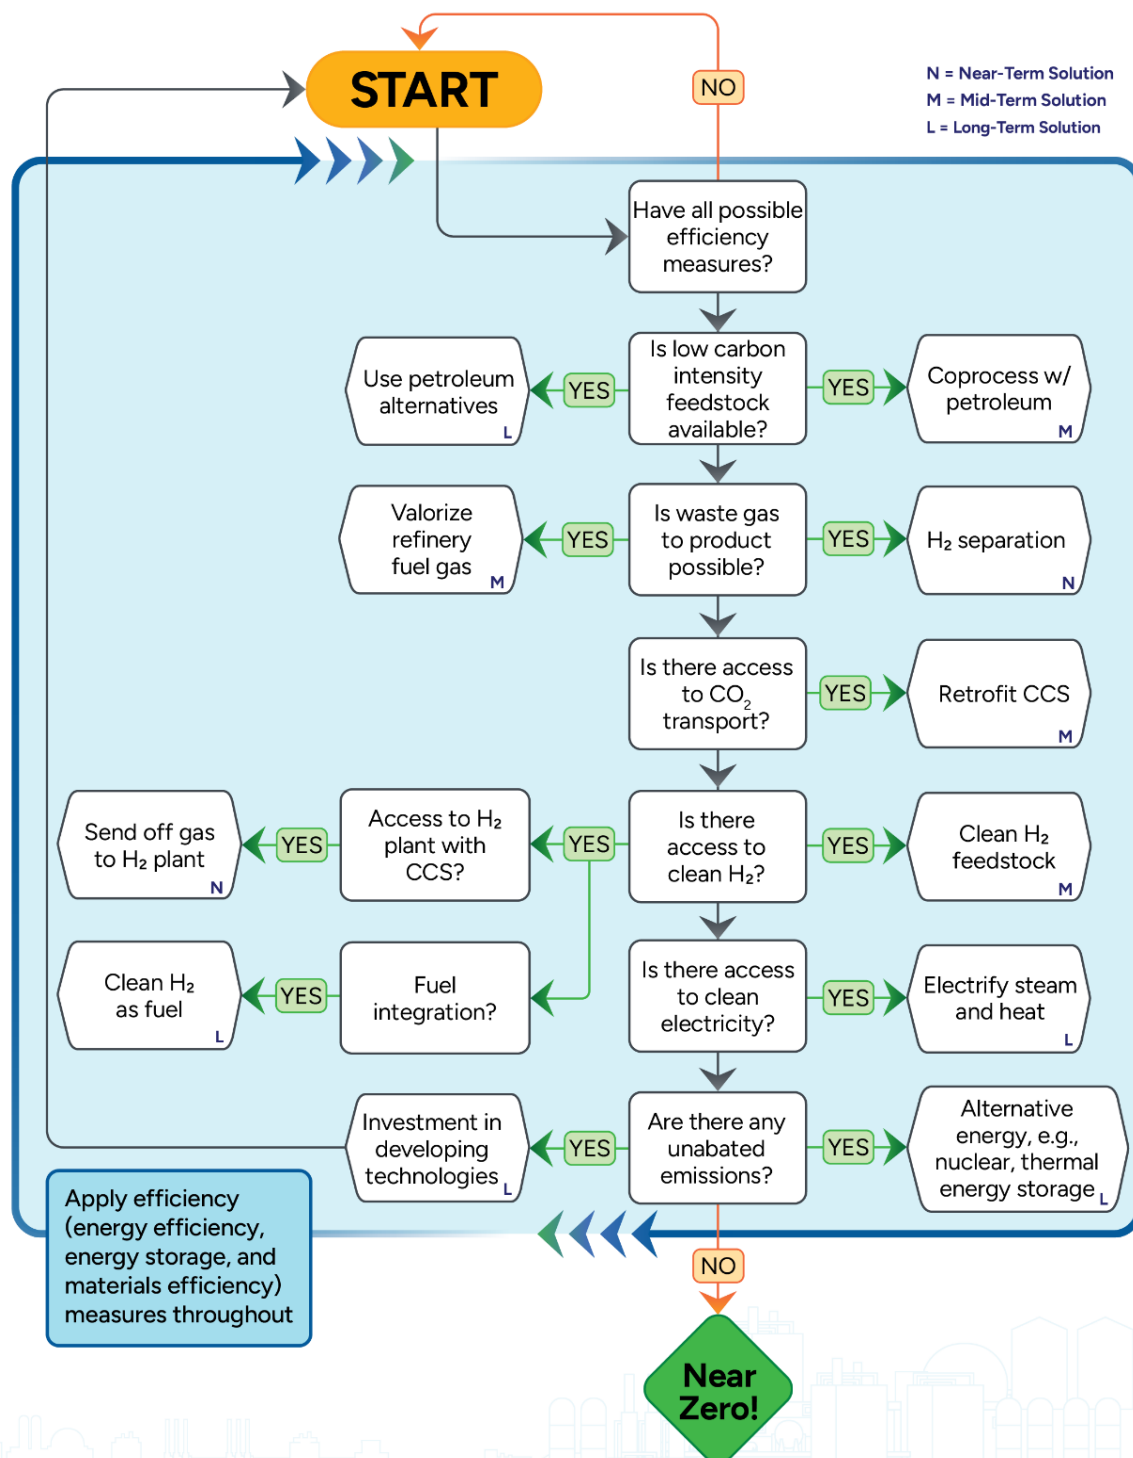 START
NO
N = Near-Term Solution
M = Mid-Term Solution
L = Long-Term Solution
Have all possible
efficiency
measures?
Use petroleum
alternatives
L
YES
Is low carbon
intensity
feedstock
available?
YES
Coprocess w/
petroleum
M
Valorize
refinery
fuel gas
M
YES
Is waste gas
to product
possible?
YES
H₂ separation
N
Is there access
to CO₂
transport?
YES
Retrofit CCS
M
Send off gas
to H₂ plant
N
YES
Access to H₂
plant with
CCS?
YES
Is there
access to
clean H₂?
YES
Clean H₂
feedstock
M
Clean H₂
as fuel
L
YES
Fuel
integration?
Is there access
to clean
electricity?
YES
Electrify steam
and heat
L
Investment in
developing
technologies
L
YES
Are there any
unabated
emissions?
YES
Alternative
energy, e.g.,
nuclear, thermal
energy storage
L
Apply efficiency
(energy efficiency,
energy storage, and
materials efficiency)
measures throughout
NO
Near
Zero!